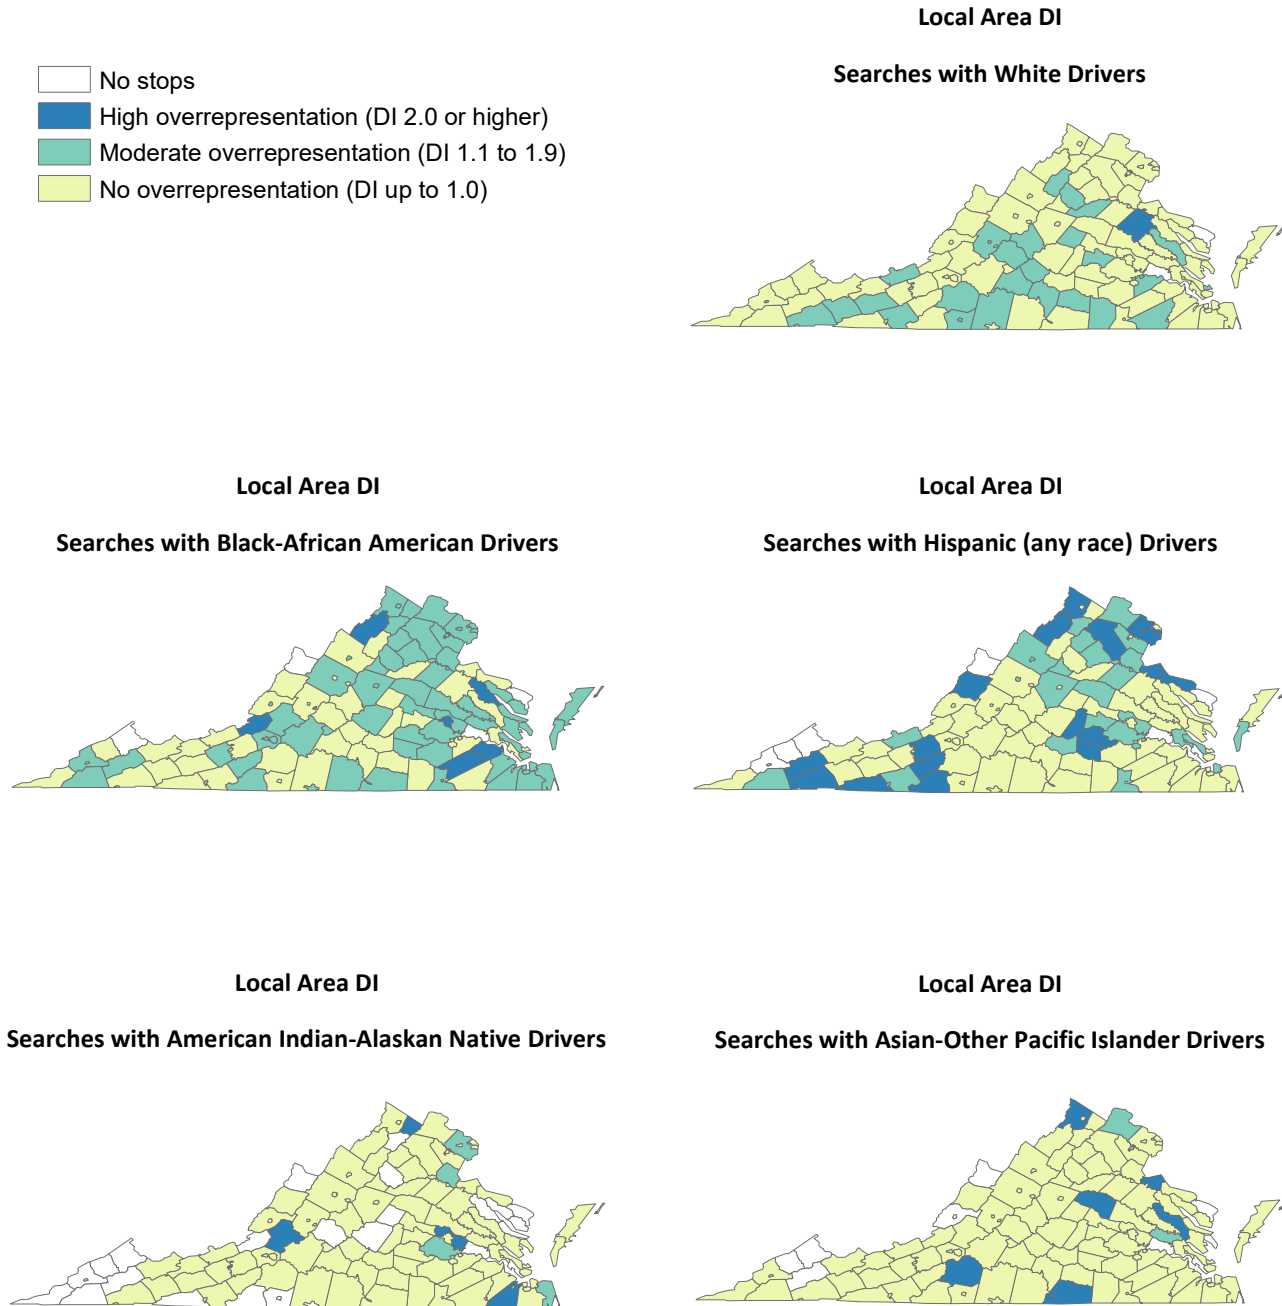 Local Area DI
Searches with White Drivers
No stops
High overrepresentation (DI 2.0 or higher)
Moderate overrepresentation (DI 1.1 to 1.9)
No overrepresentation (DI up to 1.0)
Local Area DI
Searches with Black-African American Drivers
Local Area DI
Searches with Hispanic (any race) Drivers
Local Area DI
Searches with American Indian-Alaskan Native Drivers
Local Area DI
Searches with Asian-Other Pacific Islander Drivers